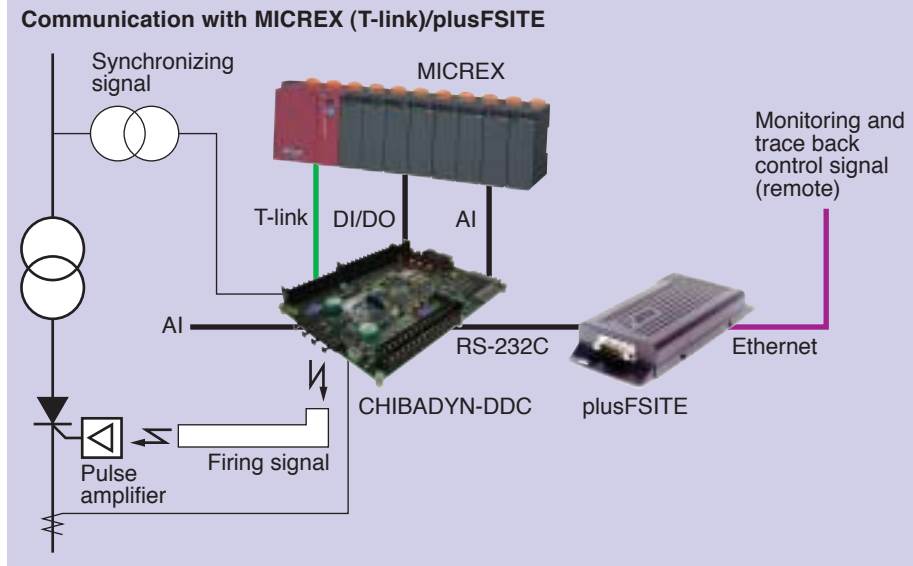 Communication with MICREX (T-link)/plusFSITE
Synchronizing
signal
MICREX
Monitoring and
trace back
control signal
(remote)
T-link
DI/DO
AI
AI
RS-232C
Ethernet
CHIBADYN-DDC
plusFSITE
Firing signal
Pulse
amplifier